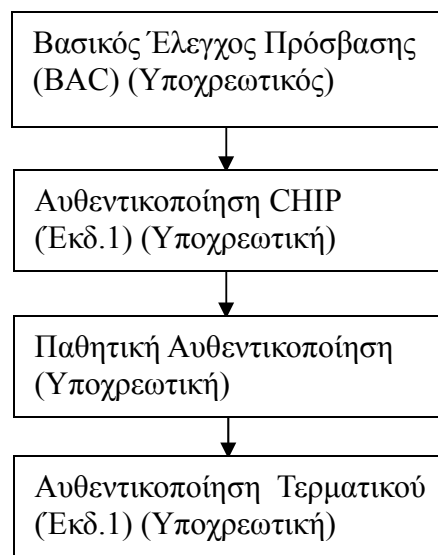 Βασικός Έλεγχος Πρόσβασης
(BAC) (Υποχρεωτικός)
Αυθεντικοποίηση CHIP
(Έκδ.1) (Υποχρεωτική)
Παθητική Αυθεντικοποίηση
(Υποχρεωτική)
Αυθεντικοποίηση Τερματικού
(Έκδ.1) (Υποχρεωτική)